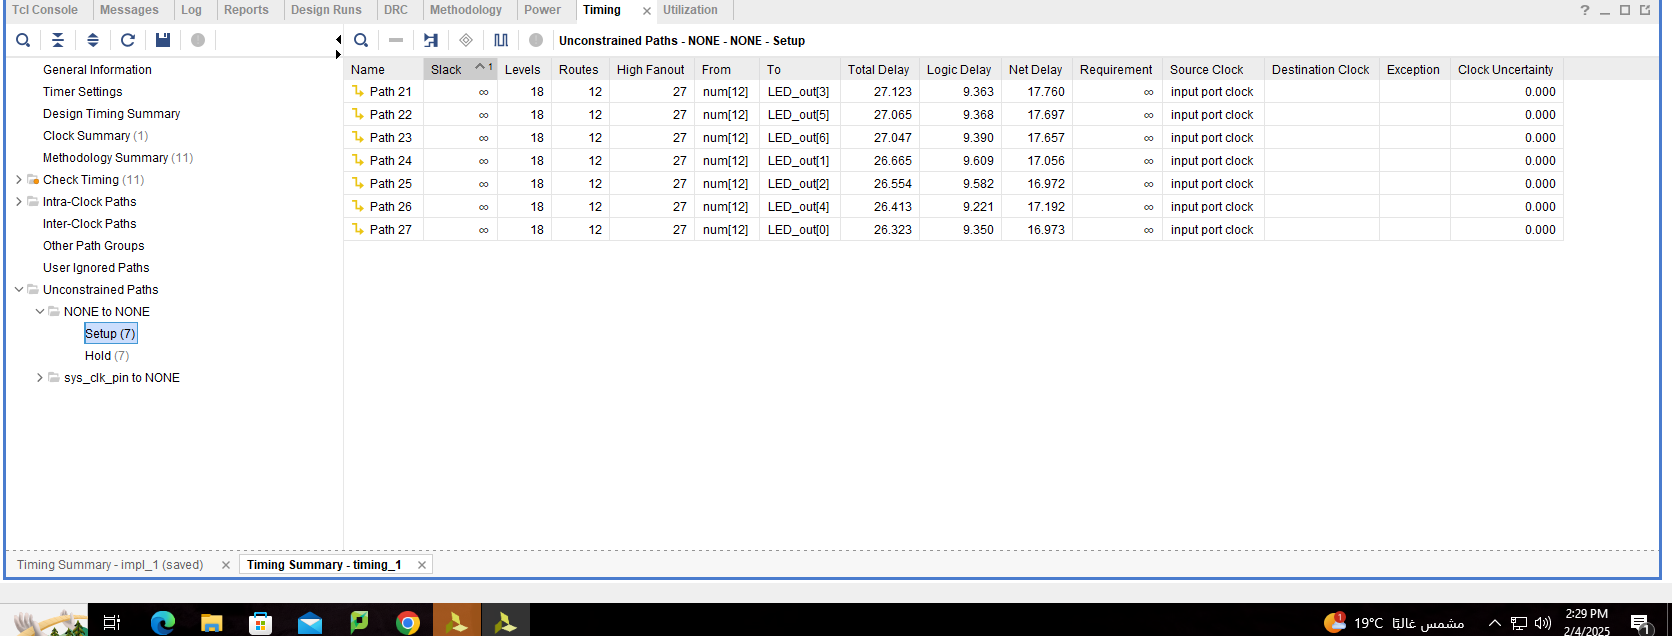 Tcl Console Messages Log Reports Design Runs DRC Methodology Power Timing Utilization
Unconstrained Paths - NONE - NONE - Setup
General Information
Timer Settings
Design Timing Summary
Clock Summary (1)
Methodology Summary (11)
Check Timing (11)
Intra-Clock Paths
Inter-Clock Paths
Other Path Groups
User Ignored Paths
Unconstrained Paths
NONE to NONE
Setup (7)
Hold (7)
sys_clk_pin to NONE
Name Slack 1 Levels Routes High Fanout From To Total Delay Logic Delay Net Delay Requirement Source Clock Destination Clock Exception Clock Uncertainty
Path 21 ∞ 18 12 27 num[12] LED_out[3] 27.123 9.363 17.760 ∞ input port clock 0.000
Path 22 ∞ 18 12 27 num[12] LED_out[5] 27.065 9.368 17.697 ∞ input port clock 0.000
Path 23 ∞ 18 12 27 num[12] LED_out[6] 27.047 9.390 17.657 ∞ input port clock 0.000
Path 24 ∞ 18 12 27 num[12] LED_out[1] 26.665 9.609 17.056 ∞ input port clock 0.000
Path 25 ∞ 18 12 27 num[12] LED_out[2] 26.554 9.582 16.972 ∞ input port clock 0.000
Path 26 ∞ 18 12 27 num[12] LED_out[4] 26.413 9.221 17.192 ∞ input port clock 0.000
Path 27 ∞ 18 12 27 num[12] LED_out[0] 26.323 9.350 16.973 ∞ input port clock 0.000
Timing Summary - impl_1 (saved) Timing Summary - timing_1
1 19°C مشمس غالبًا 2:29 PM
2/4/2025 1